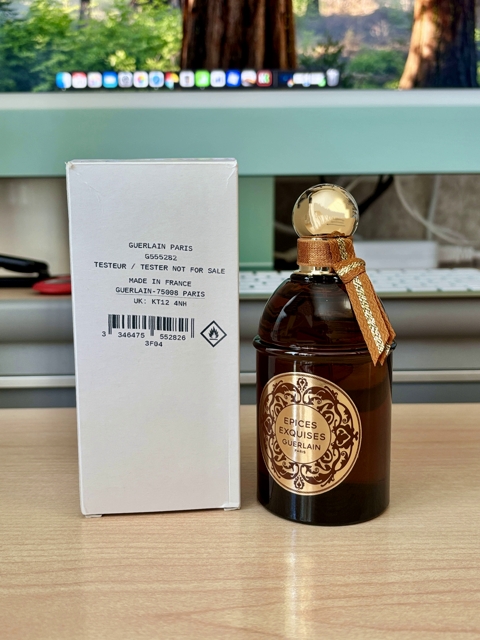 GUERLAIN PARIS
G555282
TESTEUR / TESTER NOT FOR SALE
MADE IN FRANCE
GUERLAIN-75008 PARIS
UK: KT12 4NH
3 346475 552826
3F04
EPICES
EXQUISES
GUERLAIN
PARIS